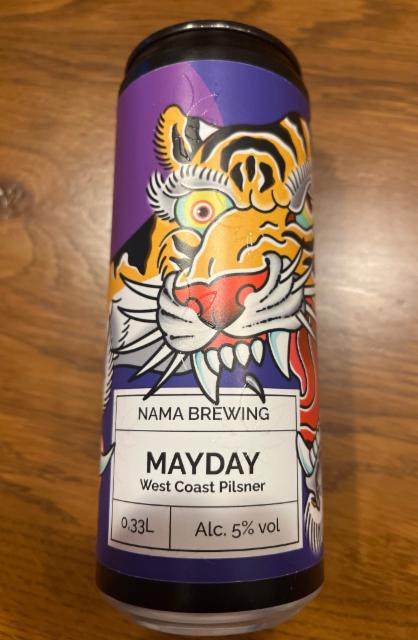 NAMA BREWING
MAYDAY
West Coast Pilsner
0,33L
Alc. 5% vol